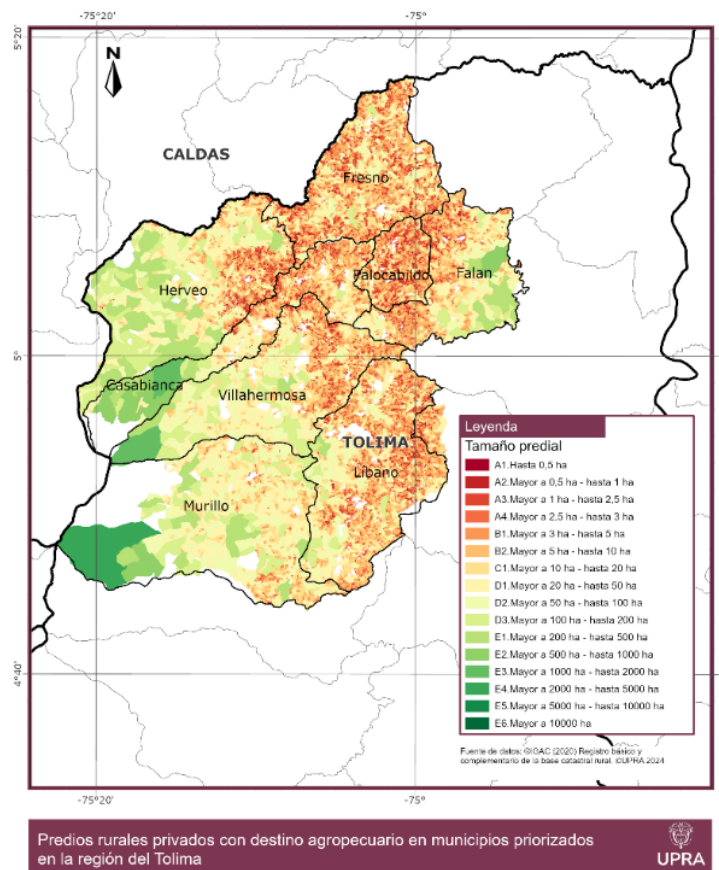 -75°20'
-75°
5°20'
N
CALDAS
Fresno
Palocabildo
Falan
Herveo
5°
Casabianca
Villahermosa
TOLIMA
Líbano
Murillo
4°40'
Leyenda
Tamaño predial
A1.Hasta 0,5 ha
A2.Mayor a 0,5 ha - hasta 1 ha
A3.Mayor a 1 ha - hasta 2,5 ha
A4.Mayor a 2,5 ha - hasta 3 ha
B1.Mayor a 3 ha - hasta 5 ha
B2.Mayor a 5 ha - hasta 10 ha
C1.Mayor a 10 ha - hasta 20 ha
D1.Mayor a 20 ha - hasta 50 ha
D2.Mayor a 50 ha - hasta 100 ha
D3.Mayor a 100 ha - hasta 200 ha
E1.Mayor a 200 ha - hasta 500 ha
E2.Mayor a 500 ha - hasta 1000 ha
E3.Mayor a 1000 ha - hasta 2000 ha
E4.Mayor a 2000 ha - hasta 5000 ha
E5.Mayor a 5000 ha - hasta 10000 ha
E6.Mayor a 10000 ha
Fuente de datos: ©IGAC (2020) Registro básico y
complementario de la base catastral rural. ©UPRA 2024
-75°20'
-75°
Predios rurales privados con destino agropecuario en municipios priorizados
en la región del Tolima
UPRA